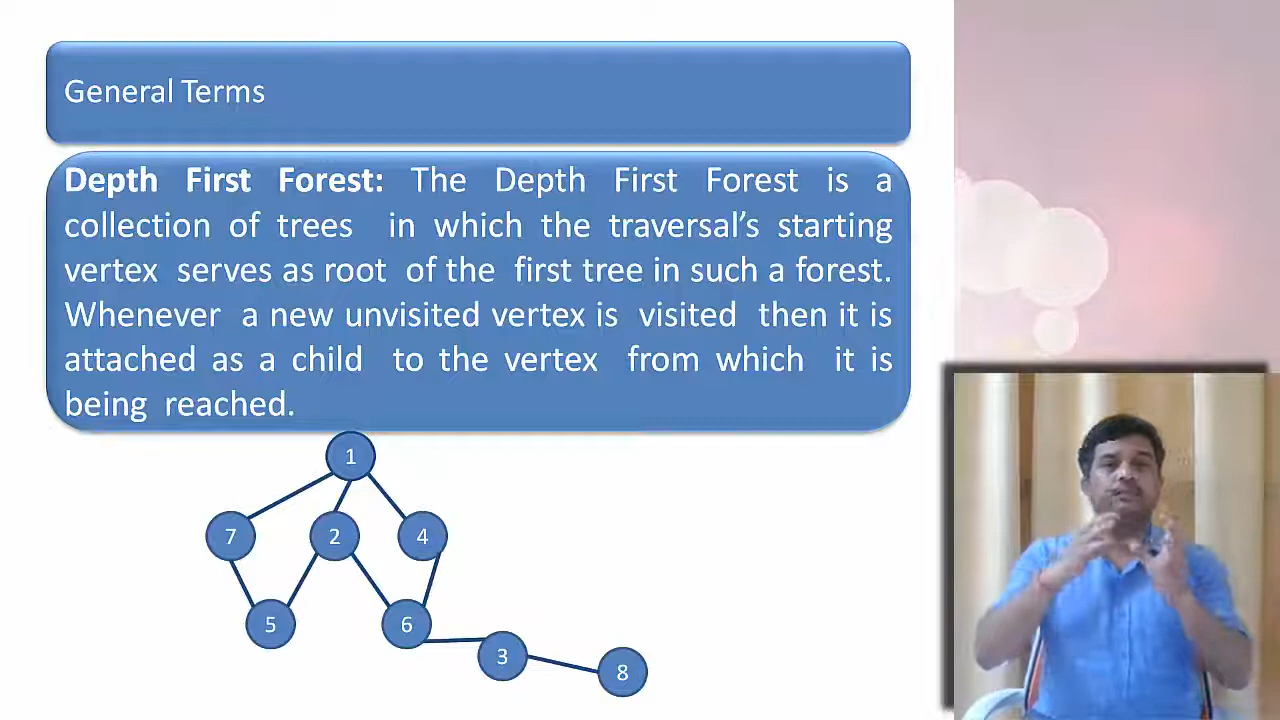 General Terms
Depth First Forest: The Depth First Forest is a
collection of trees in which the traversal’s starting
vertex serves as root of the first tree in such a forest.
Whenever a new unvisited vertex is visited then it is
attached as a child to the vertex from which it is
being reached.
1
7 2 4
5 6
3
8